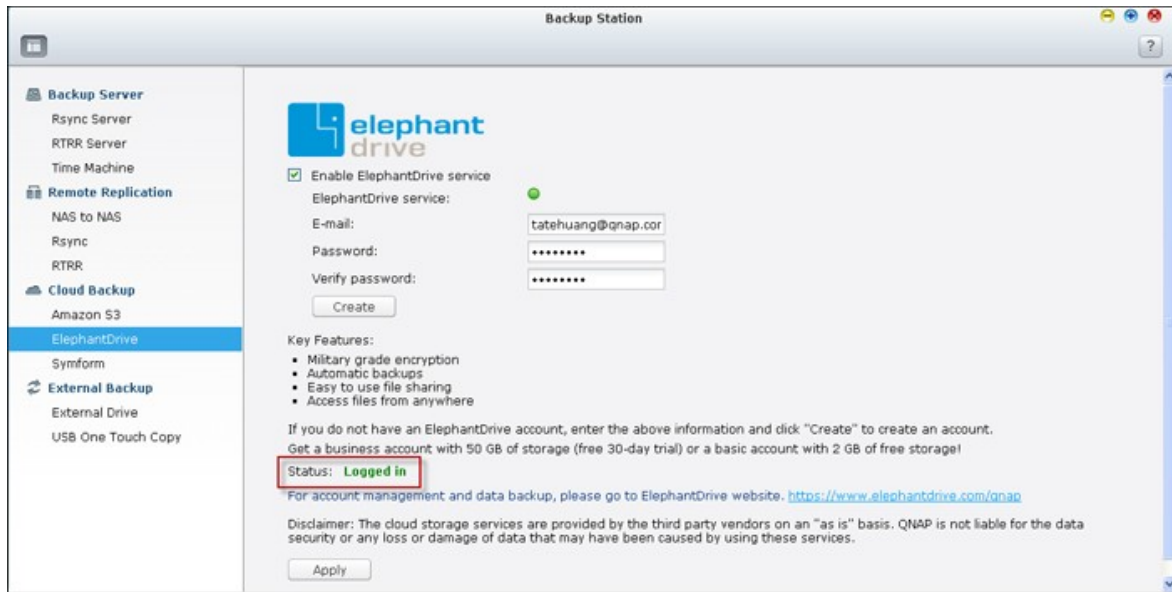 Backup Station
?
Backup Server
Rsync Server
RTRR Server
Time Machine
Remote Replication
NAS to NAS
Rsync
RTRR
Cloud Backup
Amazon S3
ElephantDrive
Symform
External Backup
External Drive
USB One Touch Copy
elephant
drive
Enable ElephantDrive service
ElephantDrive service:
E-mail: tatehuang@qnap.cor
Password: ••••••••
Verify password: ••••••••
Create
Key Features:
• Military grade encryption
• Automatic backups
• Easy to use file sharing
• Access files from anywhere
If you do not have an ElephantDrive account, enter the above information and click "Create" to create an account.
Get a business account with 50 GB of storage (free 30-day trial) or a basic account with 2 GB of free storage!
Status: Logged in
For account management and data backup, please go to ElephantDrive website. https://www.elephantdrive.com/qnap
Disclaimer: The cloud storage services are provided by the third party vendors on an "as is" basis. QNAP is not liable for the data
security or any loss or damage of data that may have been caused by using these services.
Apply